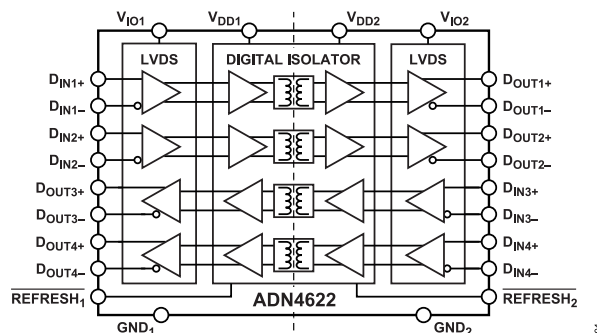 VIO1 VDD1 VDD2 VIO2
LVDS DIGITAL ISOLATOR LVDS
DIN1+ DOUT1+
DIN1– DOUT1–
DIN2+ DOUT2+
DIN2– DOUT2–
DOUT3+ DIN3+
DOUT3– DIN3–
DOUT4+ DIN4+
DOUT4– DIN4–
REFRESH1 ADN4622 REFRESH2
GND1 GND2